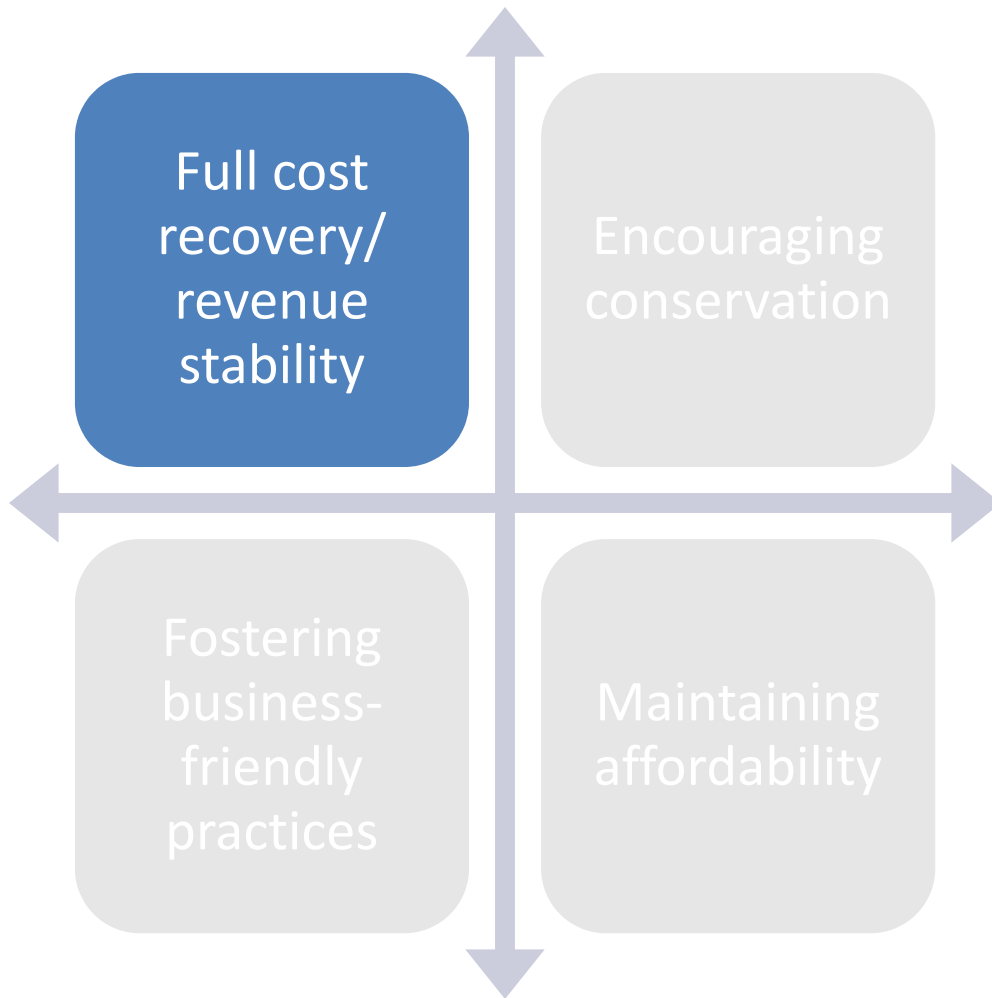 Full cost
recovery/
revenue
stability
Encouraging
conservation
Fostering
business-
friendly
practices
Maintaining
affordability